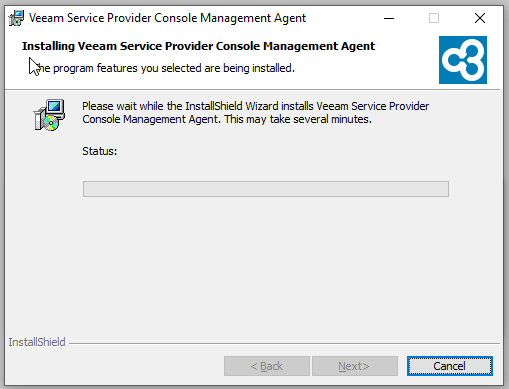 Veeam Service Provider Console Management Agent
Installing Veeam Service Provider Console Management Agent
he program features you selected are being installed.
Please wait while the InstallShield Wizard installs Veeam Service Provider
Console Management Agent. This may take several minutes.
Status:
InstallShield
< Back
Next>
Cancel